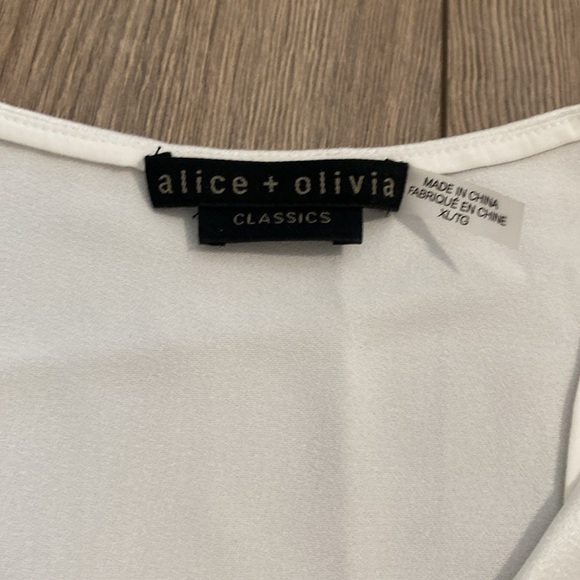 alice + olivia
CLASSICS
MADE IN CHINA
FABRIQUÉ EN CHINE
XL/TG